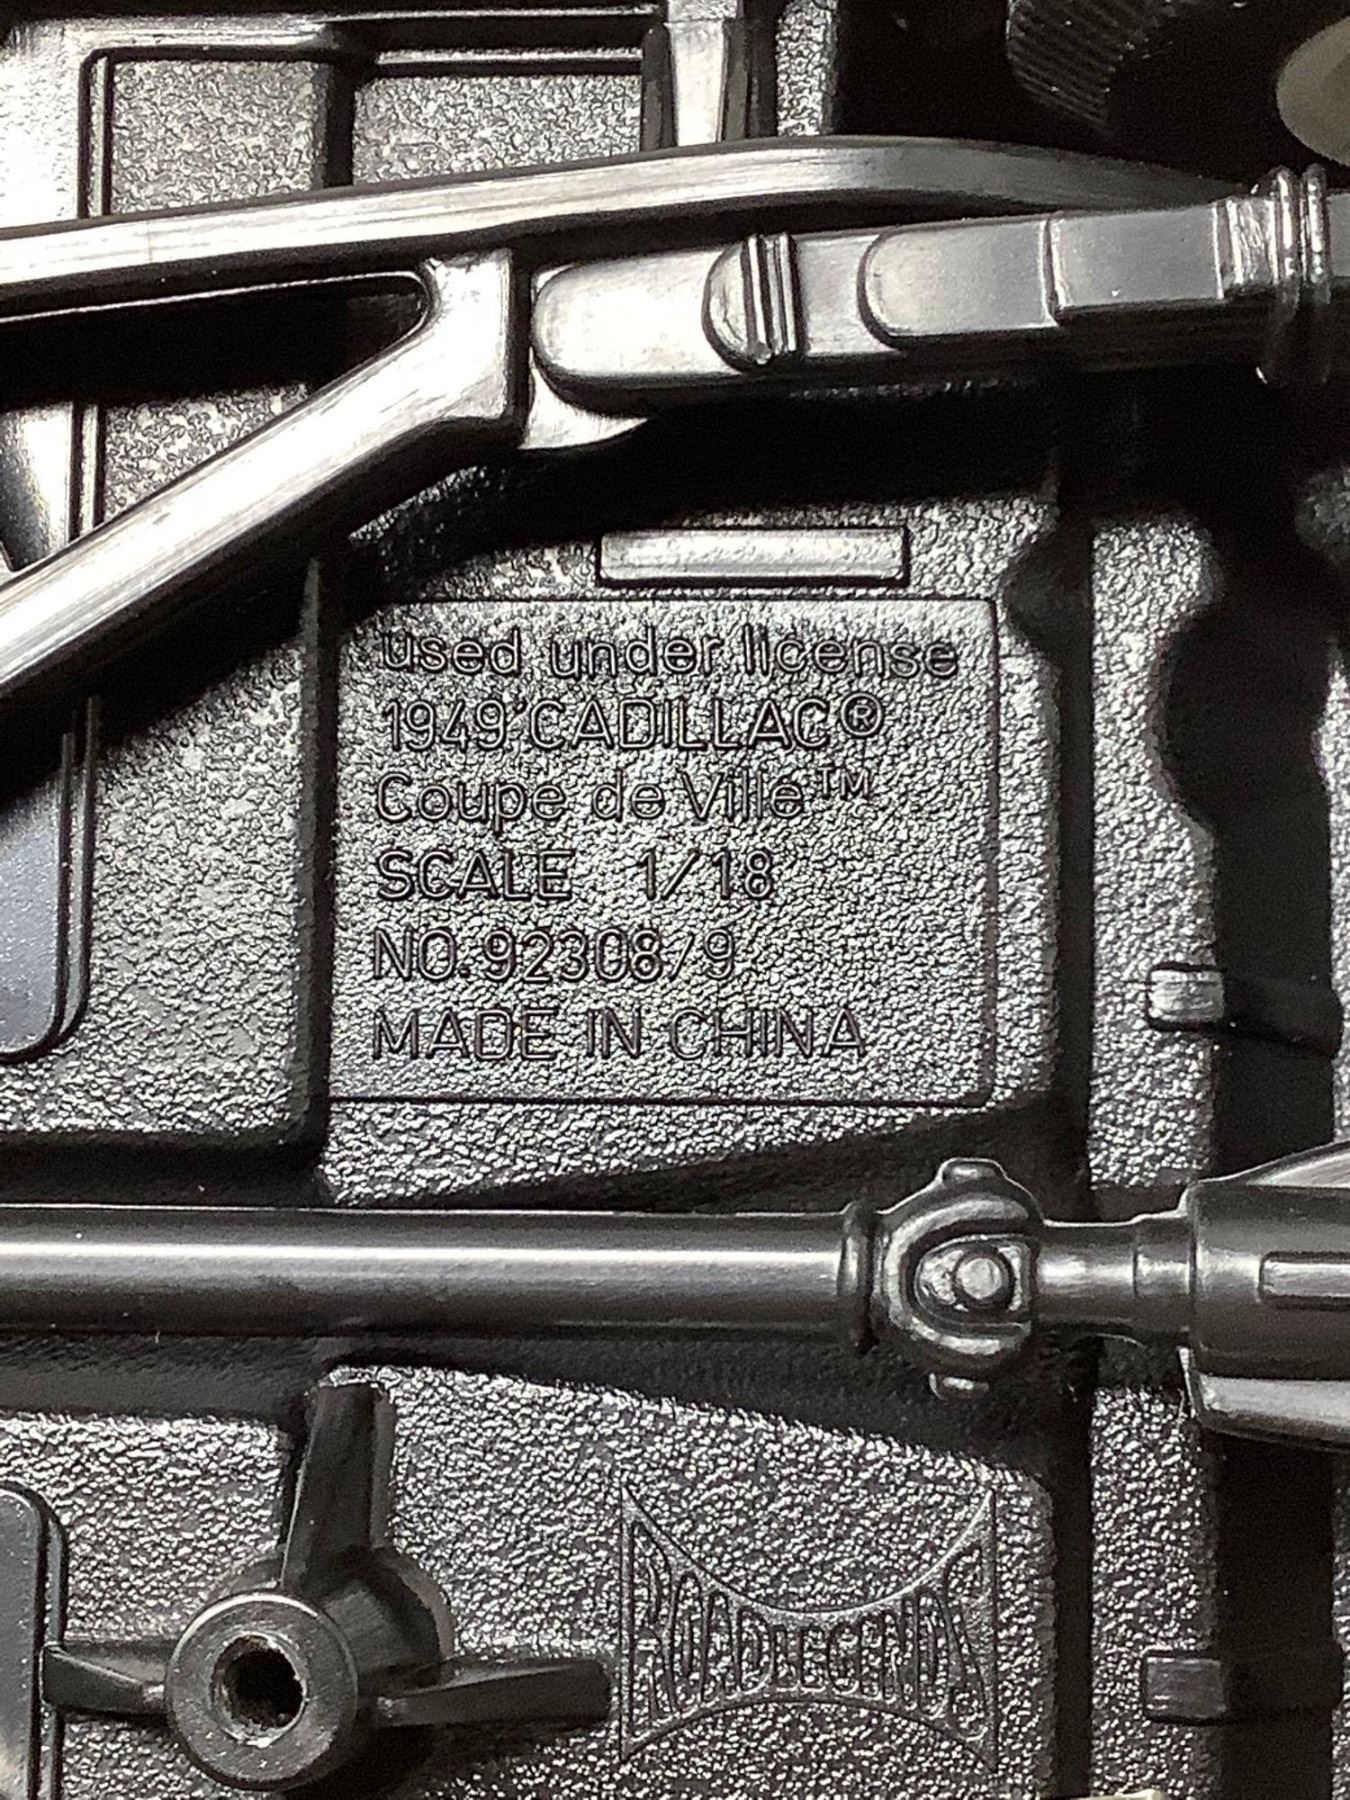 used under license
1949'CADILLAC®
Coupe de Ville™
SCALE 1/18
NO.92308/9
MADE IN CHINA
ROAD LEGENDS